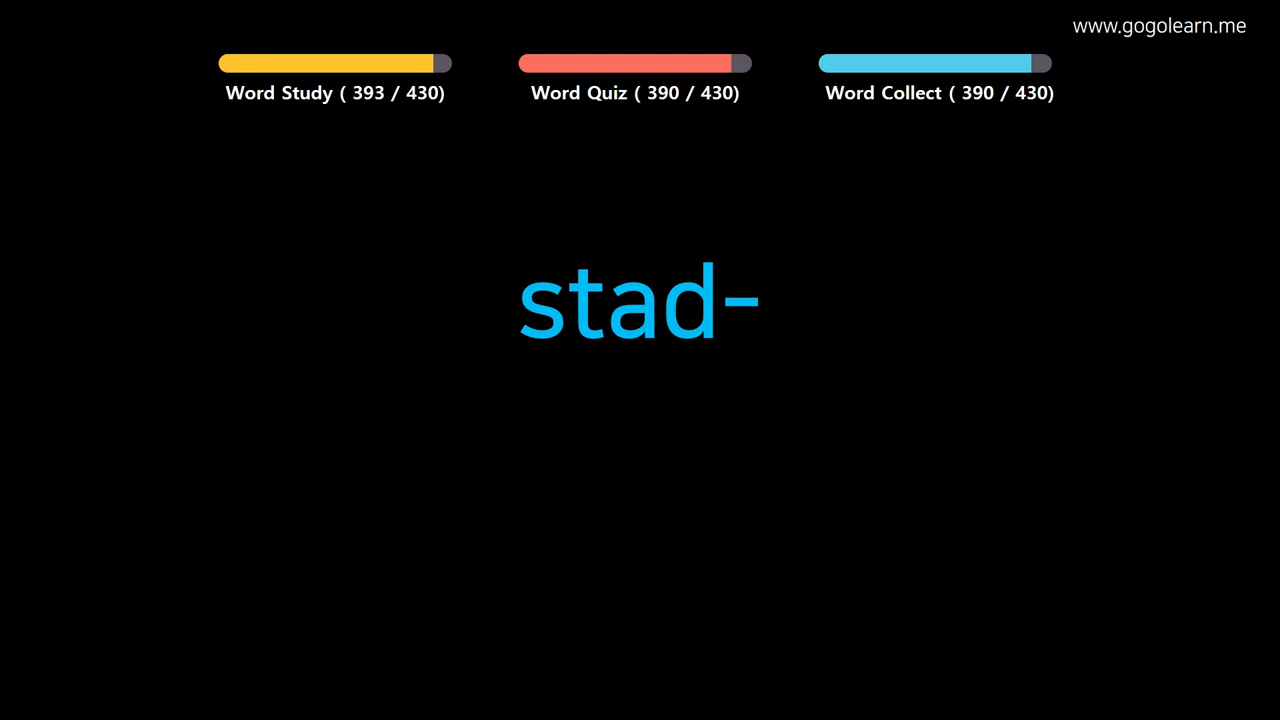 www.gogolearn.me
Word Study ( 393 / 430)
Word Quiz ( 390 / 430)
Word Collect ( 390 / 430)
stad-